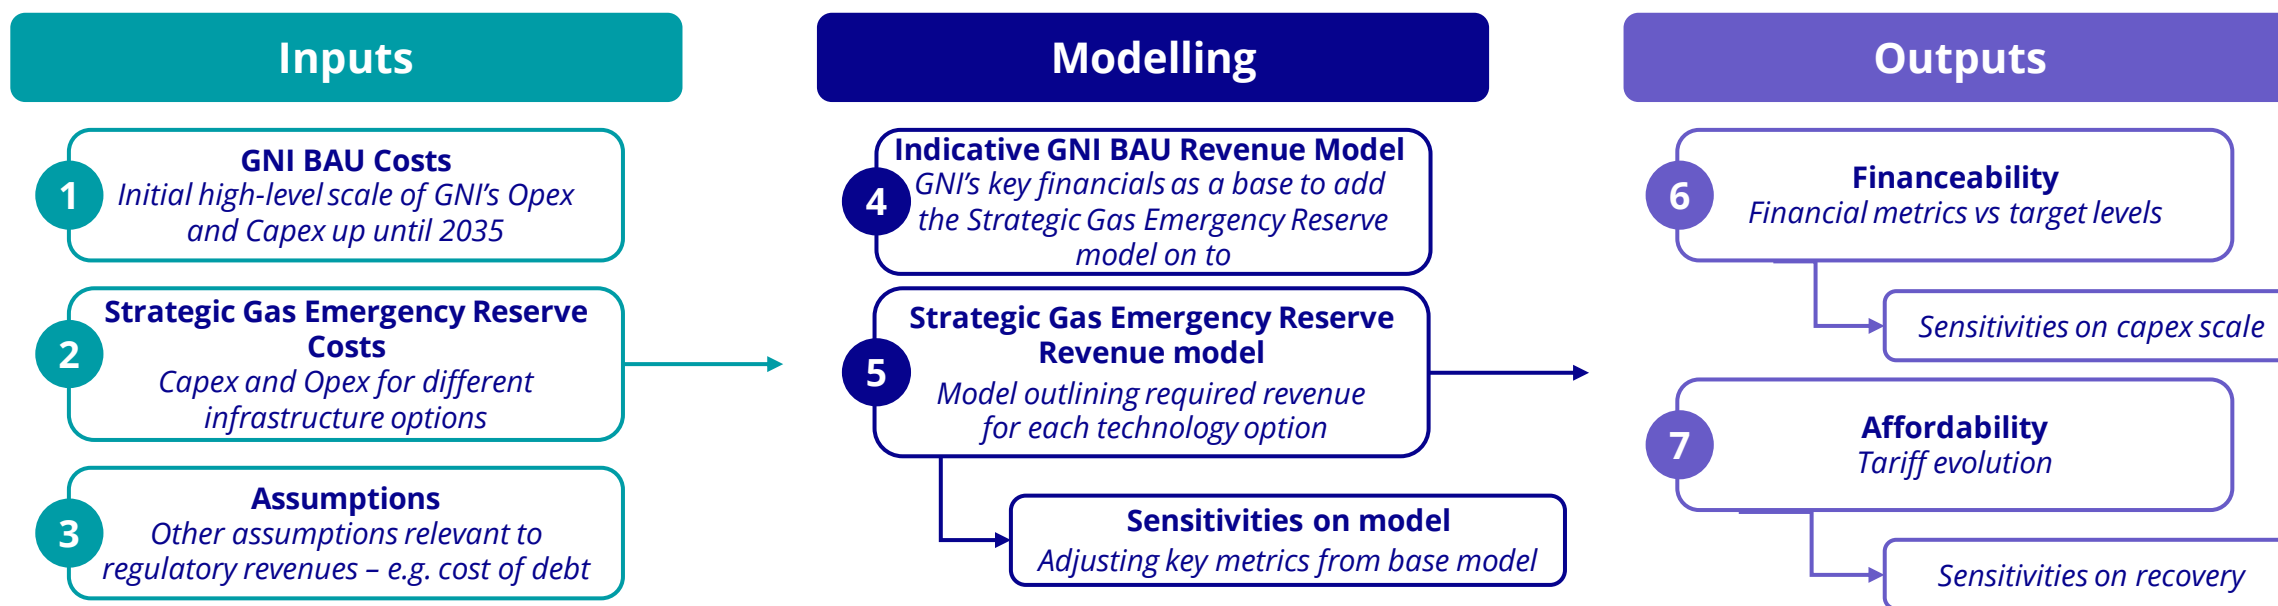 Inputs
1
GNI BAU Costs
Initial high-level scale of GNI's Opex
and Capex up until 2035
2
Strategic Gas Emergency Reserve
Costs
Capex and Opex for different
infrastructure options
3
Assumptions
Other assumptions relevant to
regulatory revenues – e.g. cost of debt
Modelling
4
Indicative GNI BAU Revenue Model
GNI's key financials as a base to add
the Strategic Gas Emergency Reserve
model on to
5
Strategic Gas Emergency Reserve
Revenue model
Model outlining required revenue
for each technology option
Sensitivities on model
Adjusting key metrics from base model
Outputs
6
Financeability
Financial metrics vs target levels
Sensitivities on capex scale
7
Affordability
Tariff evolution
Sensitivities on recovery